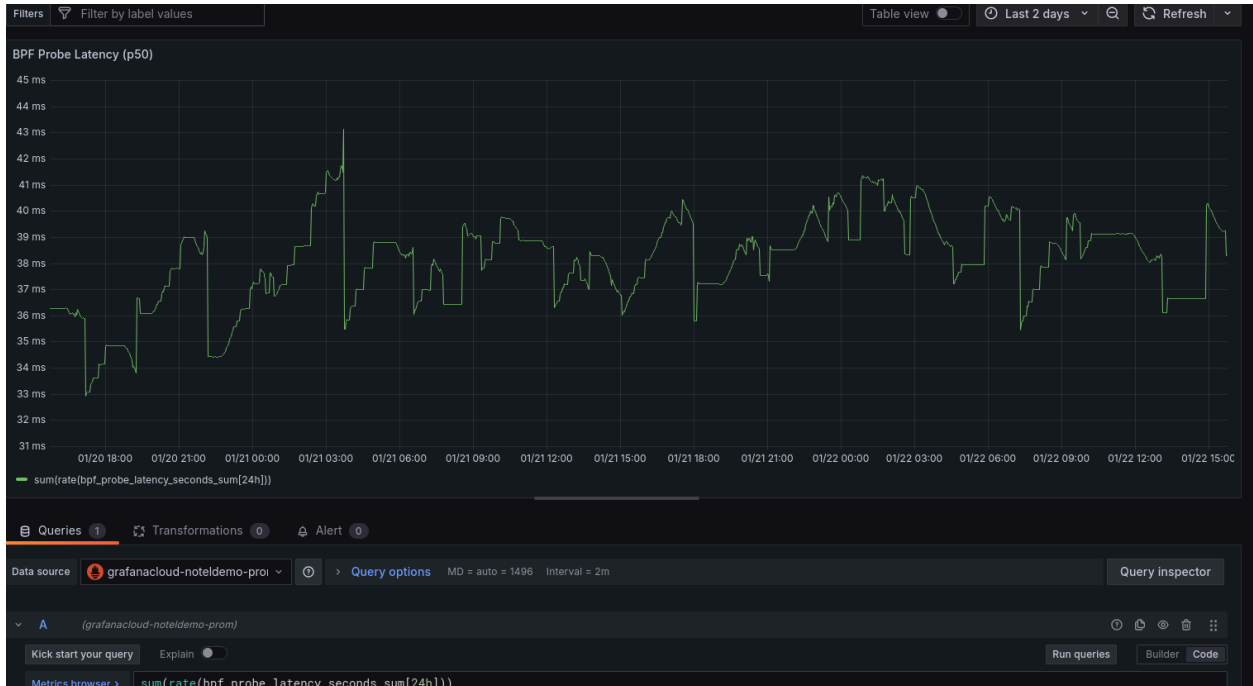 Filters Filter by label values Table view Last 2 days Refresh
BPF Probe Latency (p50)
45 ms
44 ms
43 ms
42 ms
41 ms
40 ms
39 ms
38 ms
37 ms
36 ms
35 ms
34 ms
33 ms
32 ms
31 ms
01/20 18:00 01/20 21:00 01/21 00:00 01/21 03:00 01/21 06:00 01/21 09:00 01/21 12:00 01/21 15:00 01/21 18:00 01/21 21:00 01/22 00:00 01/22 03:00 01/22 06:00 01/22 09:00 01/22 12:00 01/22 15:00
sum(rate(bpf_probe_latency_seconds_sum[24h]))
Queries 1 Transformations 0 Alert 0
Data source grafanacloud-noteldemo-pro Query options MD = auto = 1496 Interval = 2m Query inspector
A (grafanacloud-noteldemo-prom)
Kick start your query Explain Run queries Builder Code
Metrics browser > sum(rate(bpf_probe_latency_seconds_sum[24h]))